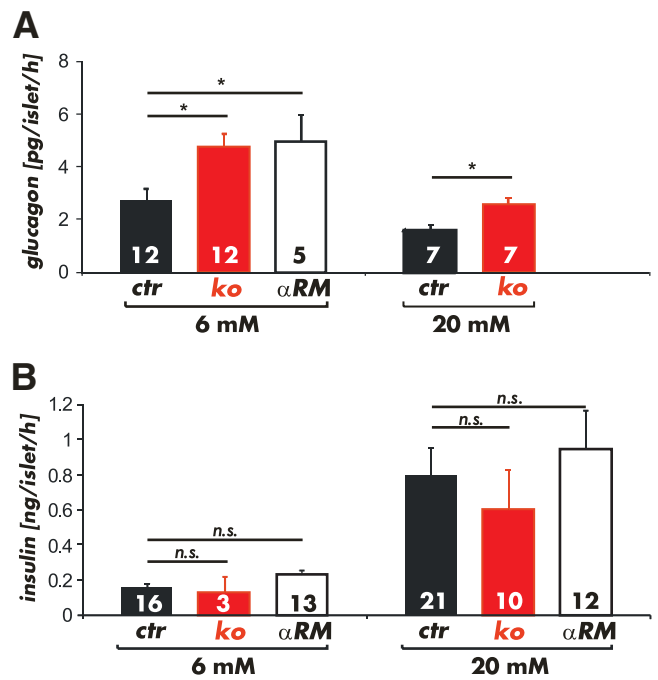 A
glucagon [pg/islet/h]
8
6
4
2
0
*
*
*
12
12
5
7
7
ctr
ko
αRM
ctr
ko
6 mM
20 mM
B
insulin [ng/islet/h]
1.2
1
0.8
0.6
0.4
0.2
0
n.s.
n.s.
n.s.
n.s.
16
3
13
21
10
12
ctr
ko
αRM
ctr
ko
αRM
6 mM
20 mM